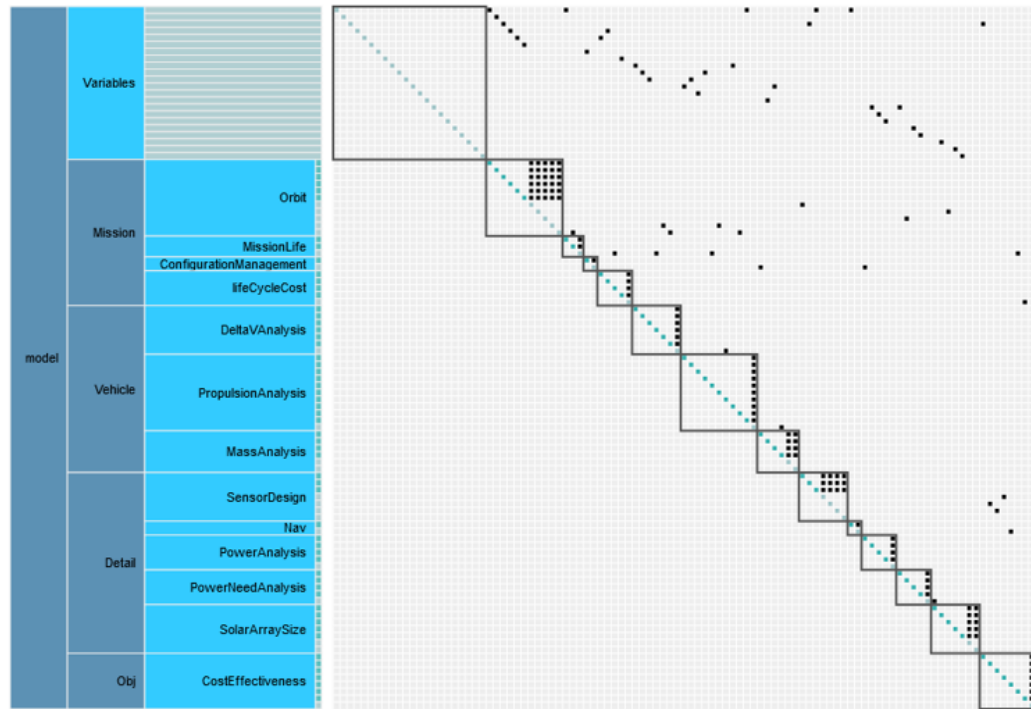 model
Variables
Mission
Orbit
MissionLife
ConfigurationManagement
lifeCycleCost
Vehicle
DeltaVAnalysis
PropulsionAnalysis
MassAnalysis
Detail
SensorDesign
Nav
PowerAnalysis
PowerNeedAnalysis
SolarArraySize
Obj
CostEffectiveness